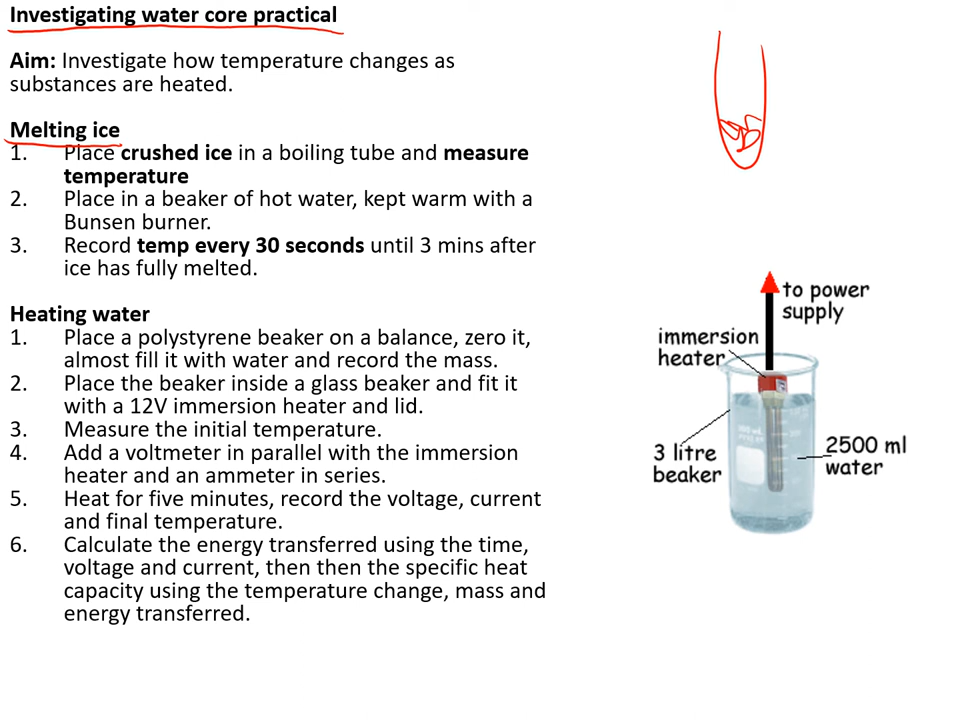 Investigating water core practical
Aim: Investigate how temperature changes as
substances are heated.
Melting ice
1. Place crushed ice in a boiling tube and measure
temperature
2. Place in a beaker of hot water, kept warm with a
Bunsen burner.
3. Record temp every 30 seconds until 3 mins after
ice has fully melted.
Heating water
1. Place a polystyrene beaker on a balance, zero it,
almost fill it with water and record the mass.
2. Place the beaker inside a glass beaker and fit it
with a 12V immersion heater and lid.
3. Measure the initial temperature.
4. Add a voltmeter in parallel with the immersion
heater and an ammeter in series.
5. Heat for five minutes, record the voltage, current
and final temperature.
6. Calculate the energy transferred using the time,
voltage and current, then then the specific heat
capacity using the temperature change, mass and
energy transferred.
to power
supply
immersion
heater
3 litre
beaker
2500 ml
water